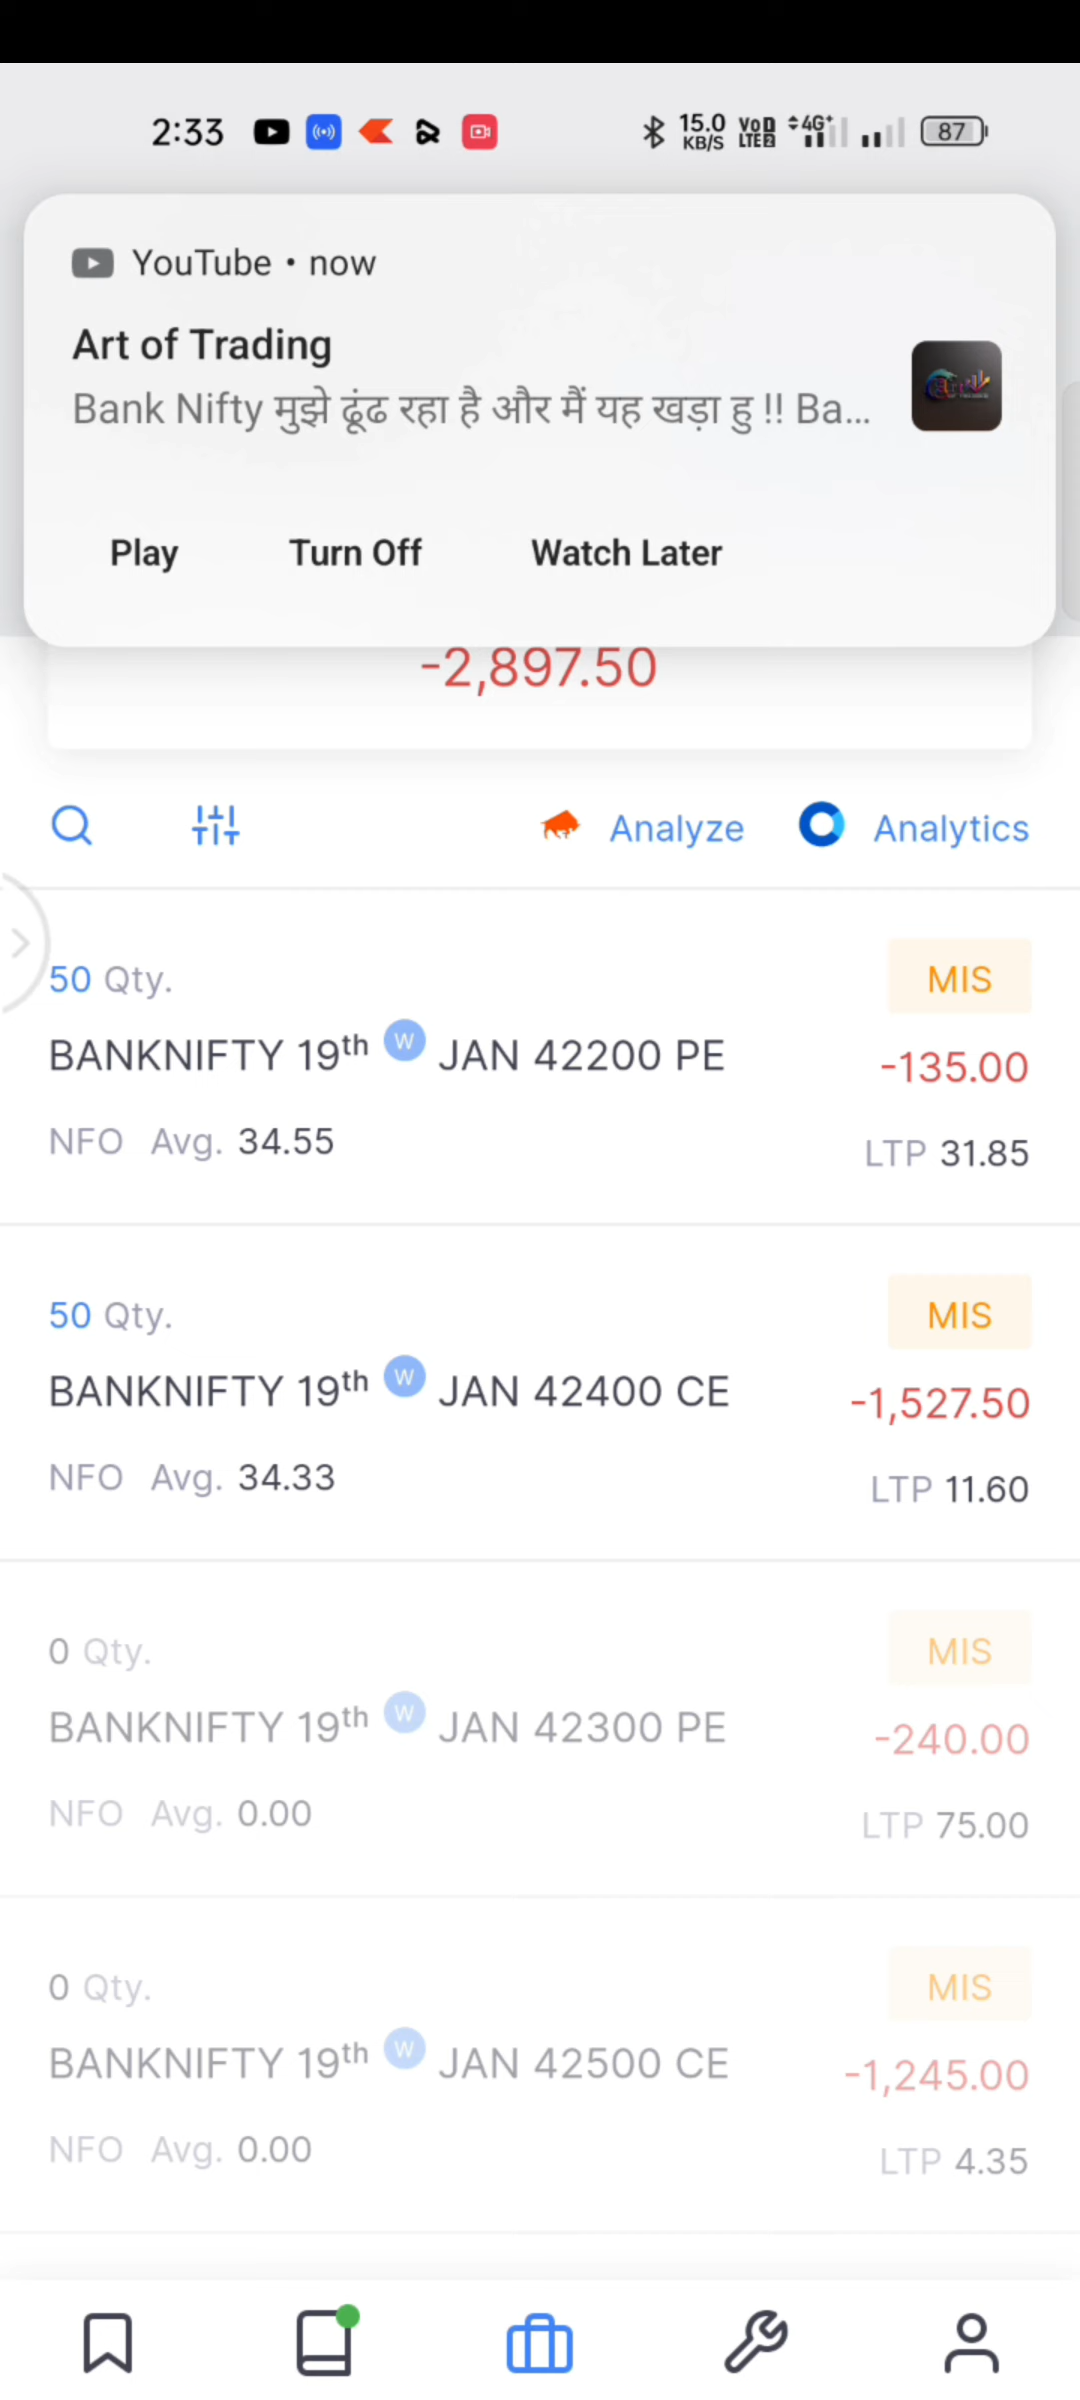 2:33 15.0 KB/S VoD LTE 2 4G+ 87
YouTube • now
Art of Trading
Bank Nifty मुझे ढूंढ रहा है और मैं यह खड़ा हु !! Ba...
Play Turn Off Watch Later
-2,897.50
Analyze Analytics
50 Qty. MIS
BANKNIFTY 19th W JAN 42200 PE -135.00
NFO Avg. 34.55 LTP 31.85
50 Qty. MIS
BANKNIFTY 19th W JAN 42400 CE -1,527.50
NFO Avg. 34.33 LTP 11.60
0 Qty. MIS
BANKNIFTY 19th W JAN 42300 PE -240.00
NFO Avg. 0.00 LTP 75.00
0 Qty. MIS
BANKNIFTY 19th W JAN 42500 CE -1,245.00
NFO Avg. 0.00 LTP 4.35